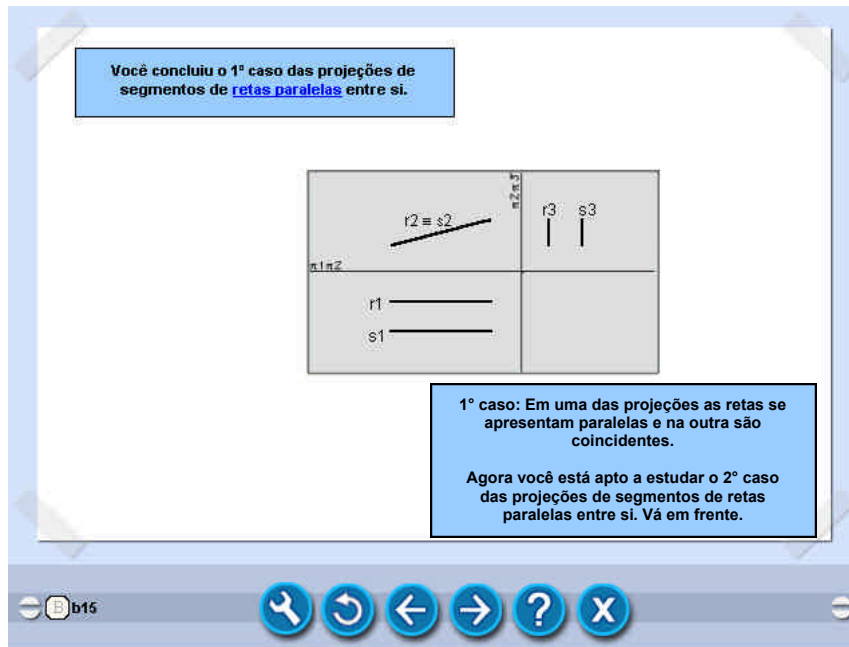 Você concluiu o 1º caso das projeções de
segmentos de retas paralelas entre si.
π2π3
r2 ≡ s2
r3 s3
π1π2
r1
s1
1° caso: Em uma das projeções as retas se
apresentam paralelas e na outra são
coincidentes.
Agora você está apto a estudar o 2° caso
das projeções de segmentos de retas
paralelas entre si. Vá em frente.
B b15
? X